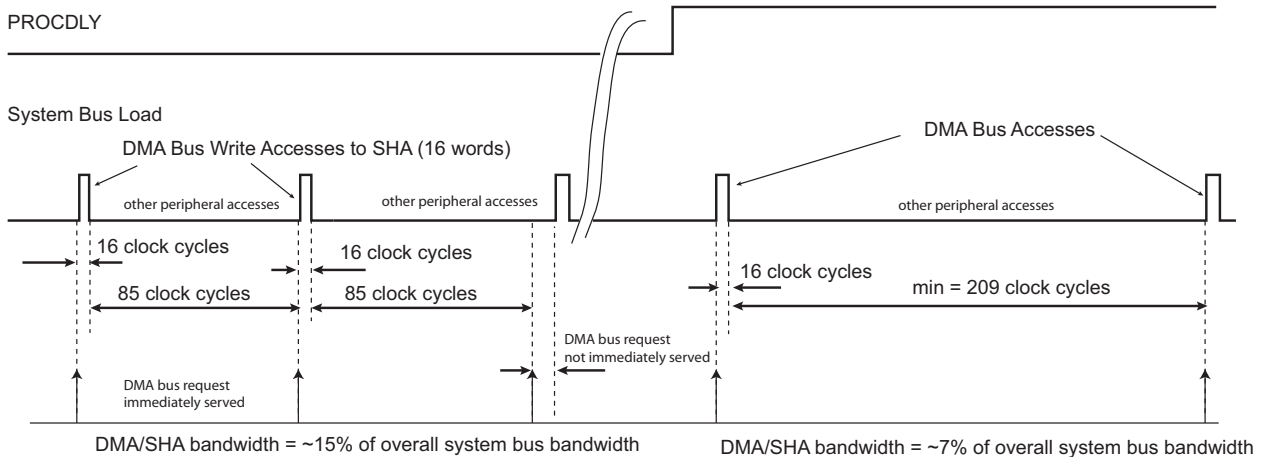 PROCDLY
System Bus Load
DMA Bus Write Accesses to SHA (16 words)
DMA Bus Accesses
other peripheral accesses
other peripheral accesses
other peripheral accesses
16 clock cycles
16 clock cycles
16 clock cycles
85 clock cycles
85 clock cycles
min = 209 clock cycles
DMA bus request
not immediately served
DMA bus request
immediately served
DMA/SHA bandwidth = ~15% of overall system bus bandwidth
DMA/SHA bandwidth = ~7% of overall system bus bandwidth